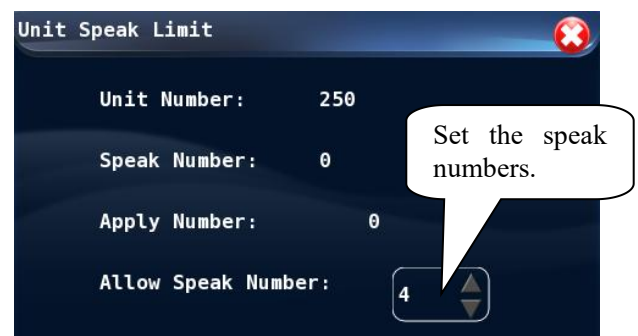 Unit Speak Limit
Unit Number: 250
Set the speak
numbers.
Speak Number: 0
Apply Number: 0
Allow Speak Number: 4